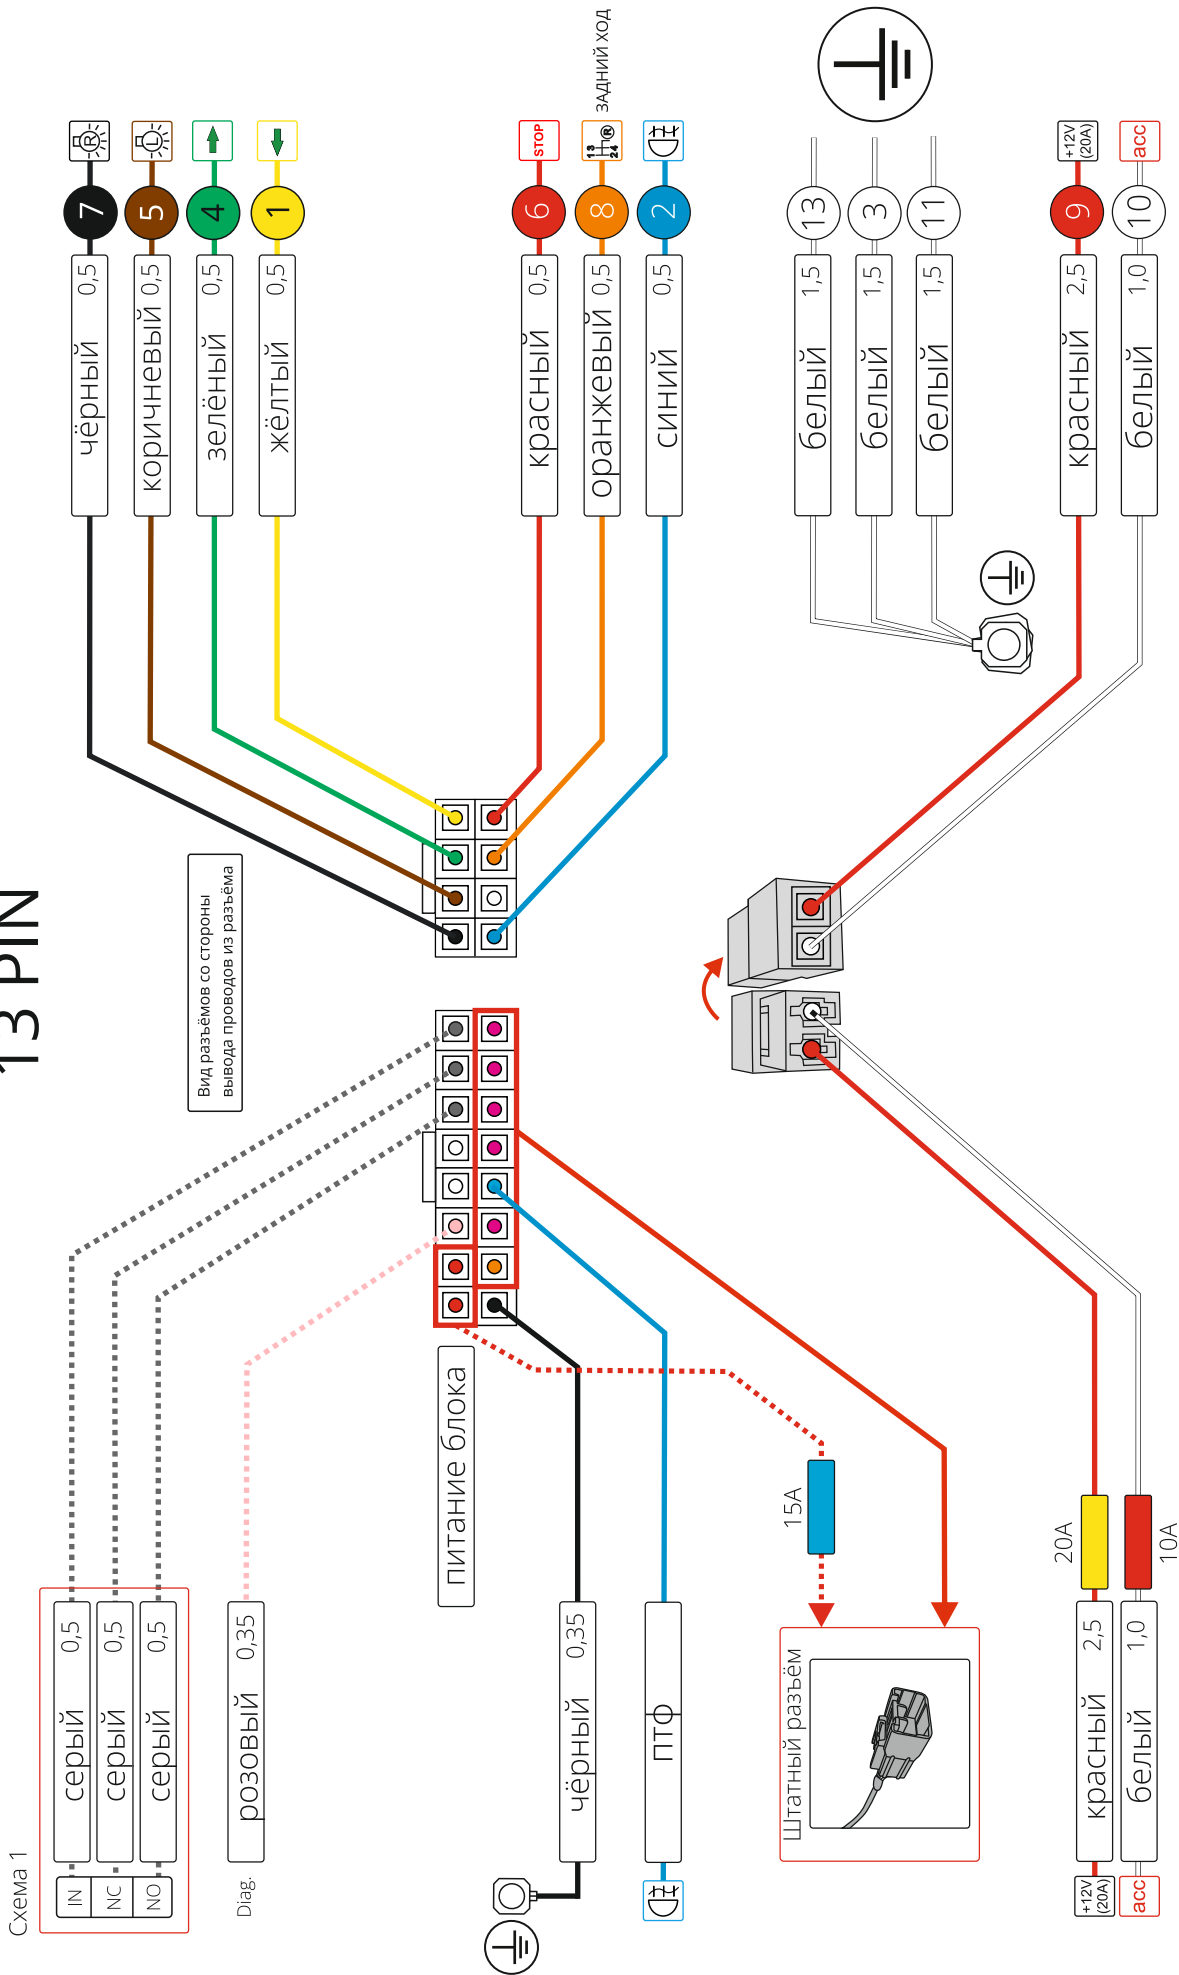 13 PIN
Схема 1
IN
серый 0,5
NC
серый 0,5
NO
серый 0,5
Diag.
розовый 0,35
Вид разъёмов со стороны
вывода проводов из разъёма
питание блока
чёрный 0,35
ПТФ
Штатный разъём
15A
+12V
(20A)
красный 2,5
20A
acc
белый 1,0
10A
чёрный 0,5
7
R
коричневый 0,5
5
L
зелёный 0,5
4
жёлтый 0,5
1
красный 0,5
6
STOP
оранжевый 0,5
8
13
24
R
ЗАДНИЙ ХОД
синий 0,5
2
белый 1,5
13
белый 1,5
3
белый 1,5
11
красный 2,5
9
+12V
(20A)
белый 1,0
10
acc